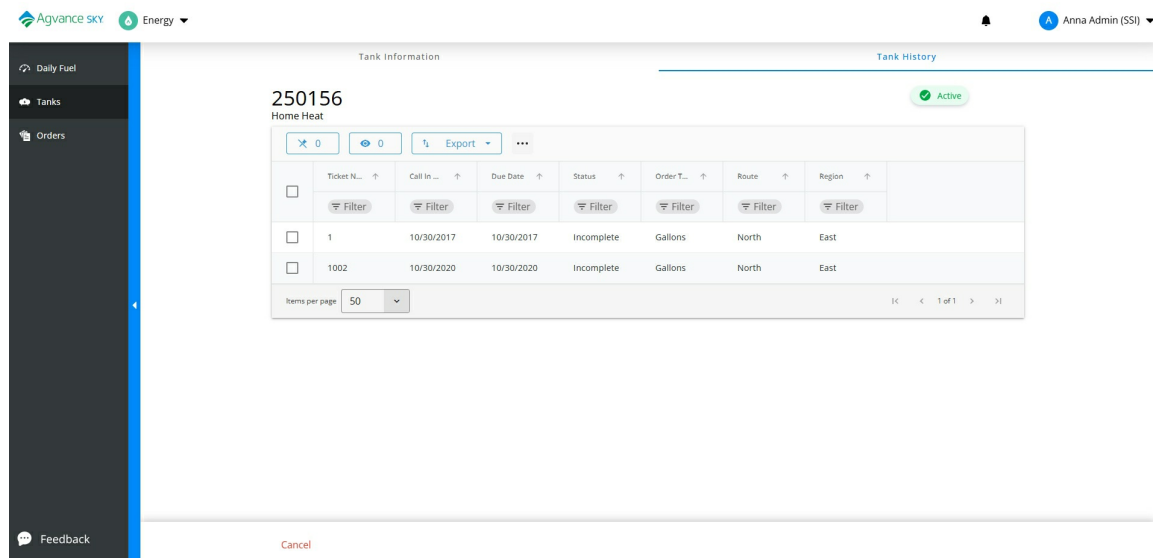 Agvance SKY
Energy
A
Anna Admin (SSI)
Daily Fuel
Tanks
Orders
Tank Information
Tank History
250156
Active
Home Heat
0
0
Export
Ticket N...
Call In ...
Due Date
Status
Order T...
Route
Region
Filter
Filter
Filter
Filter
Filter
Filter
Filter
1 10/30/2017 10/30/2017 Incomplete Gallons North East
1002 10/30/2020 10/30/2020 Incomplete Gallons North East
Items per page 50
1 of 1
Feedback
Cancel